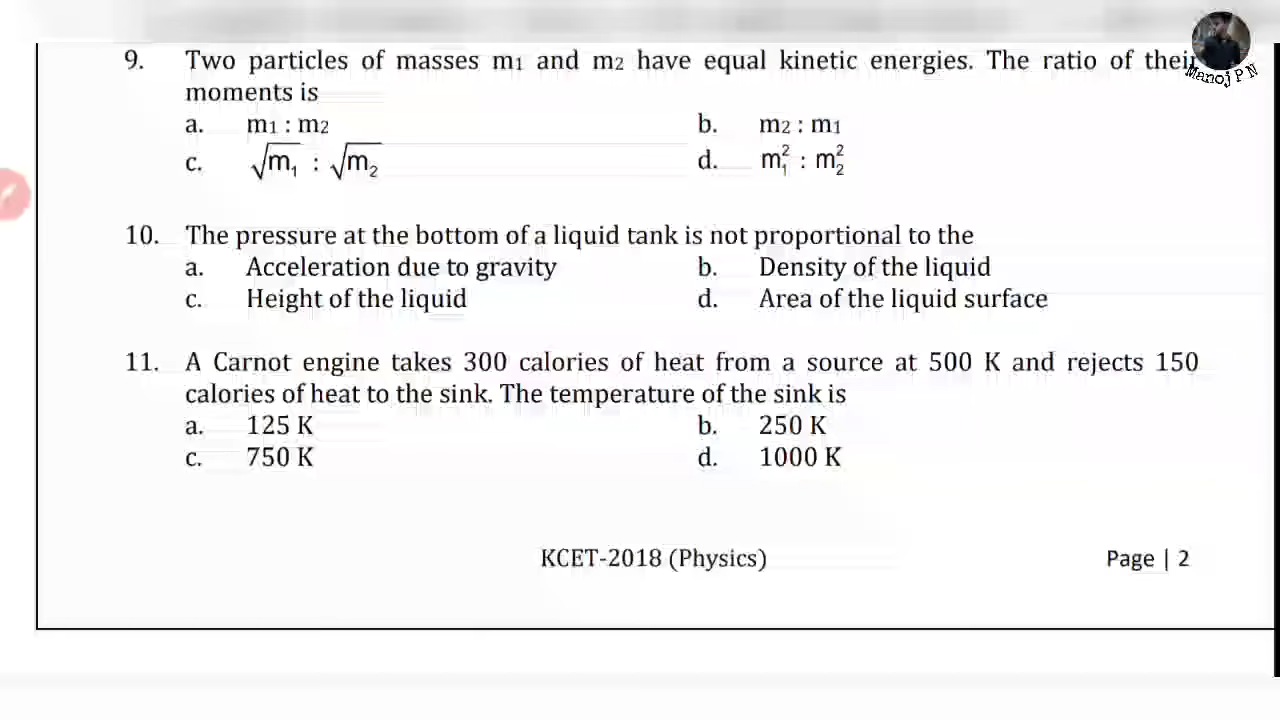 Manoj P N
9. Two particles of masses m₁ and m₂ have equal kinetic energies. The ratio of their
moments is
a. m₁ : m₂ b. m₂ : m₁
c. √m₁ : √m₂ d. m₁² : m₂²
10. The pressure at the bottom of a liquid tank is not proportional to the
a. Acceleration due to gravity b. Density of the liquid
c. Height of the liquid d. Area of the liquid surface
11. A Carnot engine takes 300 calories of heat from a source at 500 K and rejects 150
calories of heat to the sink. The temperature of the sink is
a. 125 K b. 250 K
c. 750 K d. 1000 K
KCET-2018 (Physics) Page | 2